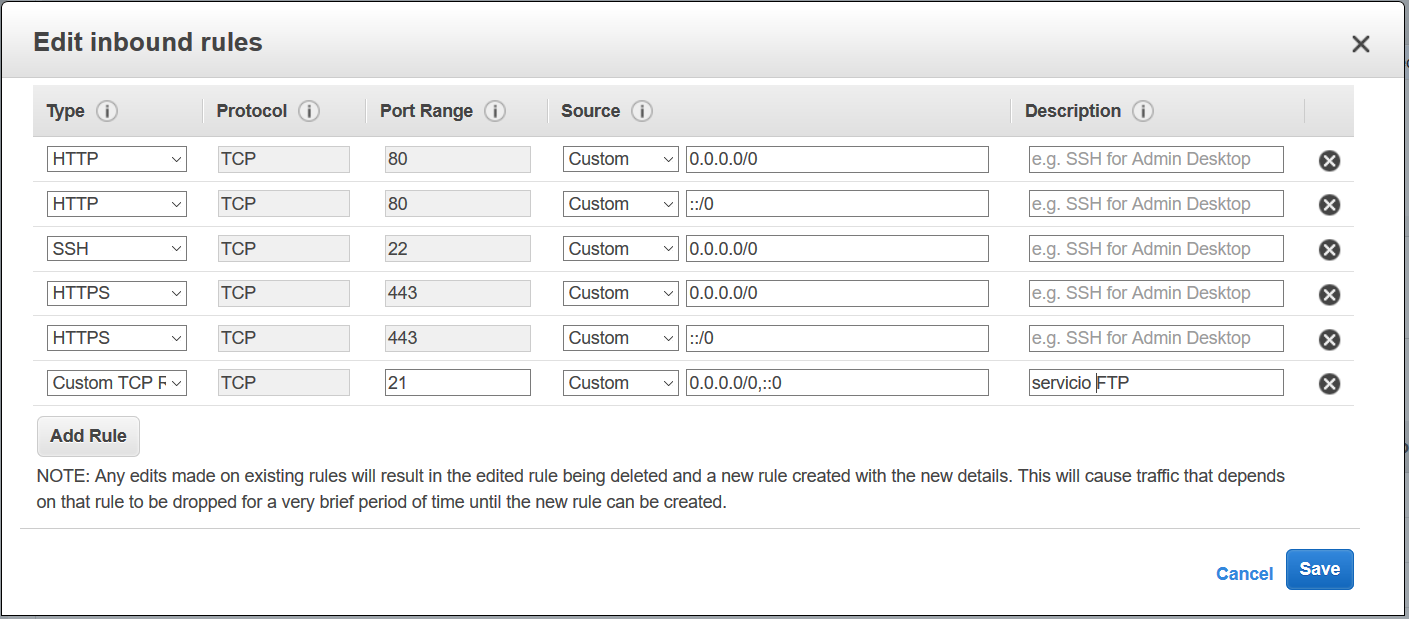 Edit inbound rules
Type Protocol Port Range Source Description
HTTP TCP 80 Custom 0.0.0.0/0 e.g. SSH for Admin Desktop
HTTP TCP 80 Custom ::/0 e.g. SSH for Admin Desktop
SSH TCP 22 Custom 0.0.0.0/0 e.g. SSH for Admin Desktop
HTTPS TCP 443 Custom 0.0.0.0/0 e.g. SSH for Admin Desktop
HTTPS TCP 443 Custom ::/0 e.g. SSH for Admin Desktop
Custom TCP R TCP 21 Custom 0.0.0.0/0,::0 servicio FTP
Add Rule
NOTE: Any edits made on existing rules will result in the edited rule being deleted and a new rule created with the new details. This will cause traffic that depends
on that rule to be dropped for a very brief period of time until the new rule can be created.
Cancel Save